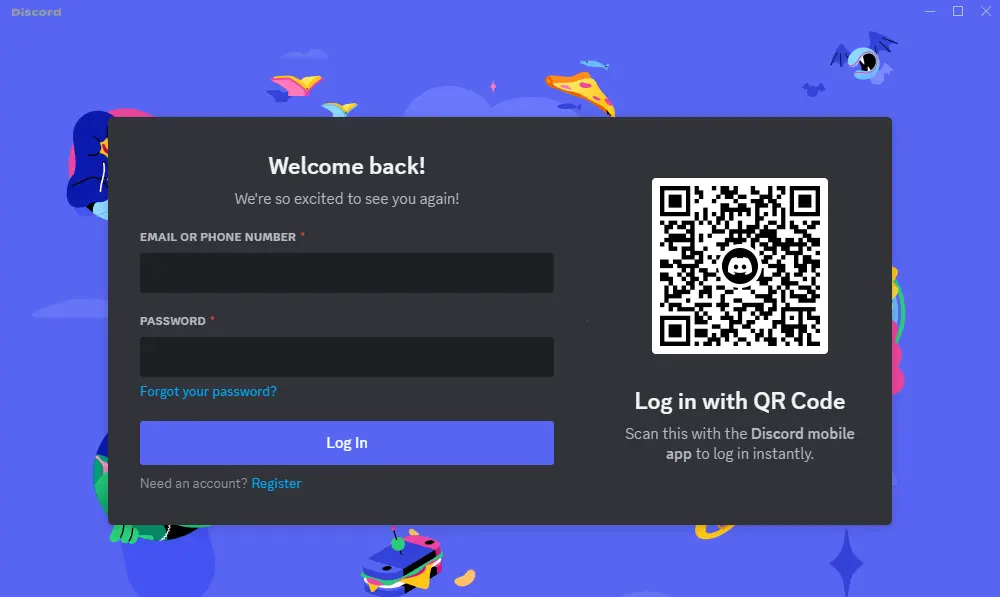 Discord
Welcome back!
We're so excited to see you again!
EMAIL OR PHONE NUMBER *
PASSWORD *
Forgot your password?
Log In
Need an account? Register
Log in with QR Code
Scan this with the Discord mobile
app to log in instantly.